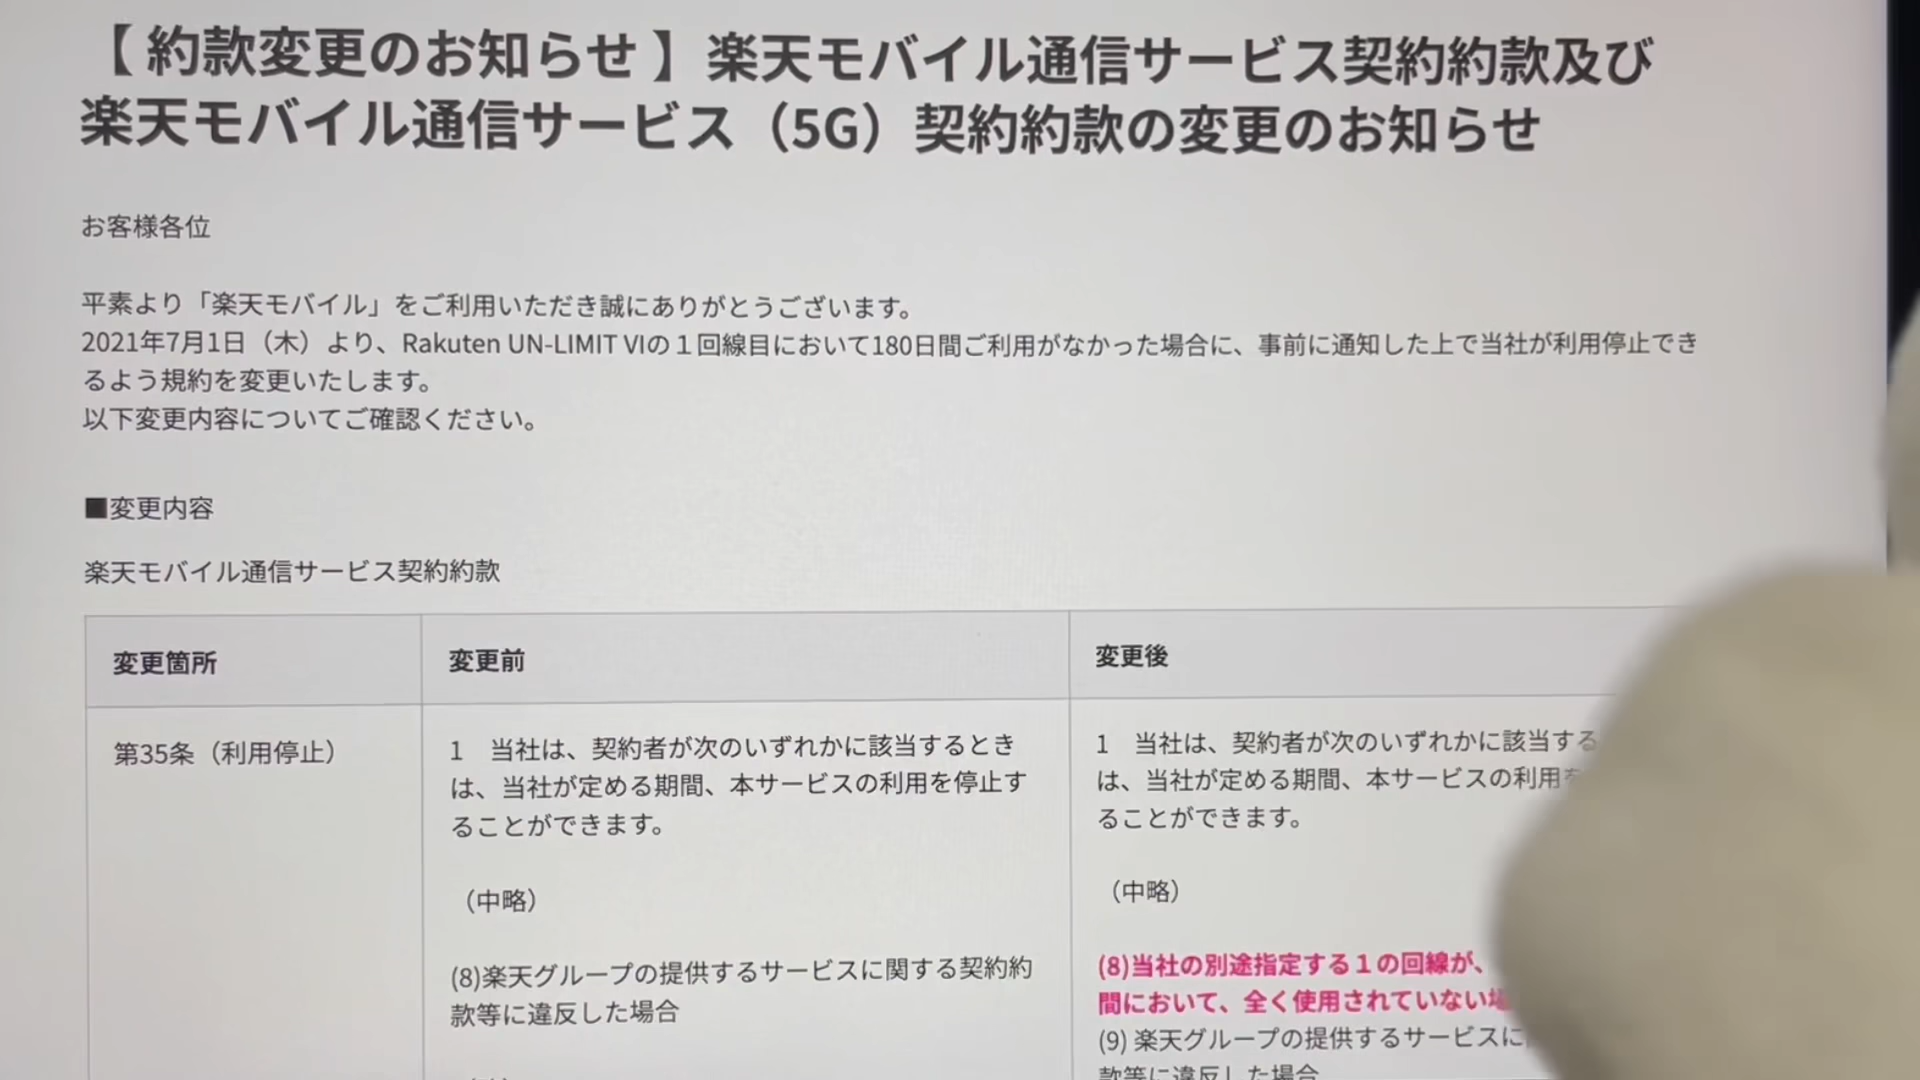 【約款変更のお知らせ】楽天モバイル通信サービス契約約款及び
楽天モバイル通信サービス（5G）契約約款の変更のお知らせ
お客様各位
平素より「楽天モバイル」をご利用いただき誠にありがとうございます。
2021年7月1日（木）より、Rakuten UN-LIMIT VIの１回線目において180日間ご利用がなかった場合に、事前に通知した上で当社が利用停止でき
るよう規約を変更いたします。
以下変更内容についてご確認ください。
■変更内容
楽天モバイル通信サービス契約約款
変更箇所
変更前
変更後
第35条（利用停止）
1　当社は、契約者が次のいずれかに該当するとき
は、当社が定める期間、本サービスの利用を停止す
ることができます。
（中略）
(8)楽天グループの提供するサービスに関する契約約
款等に違反した場合
1　当社は、契約者が次のいずれかに該当する
は、当社が定める期間、本サービスの利用
ることができます。
（中略）
(8)当社の別途指定する１の回線が、
間において、全く使用されていない
(9) 楽天グループの提供するサービスに
款等に違反した場合